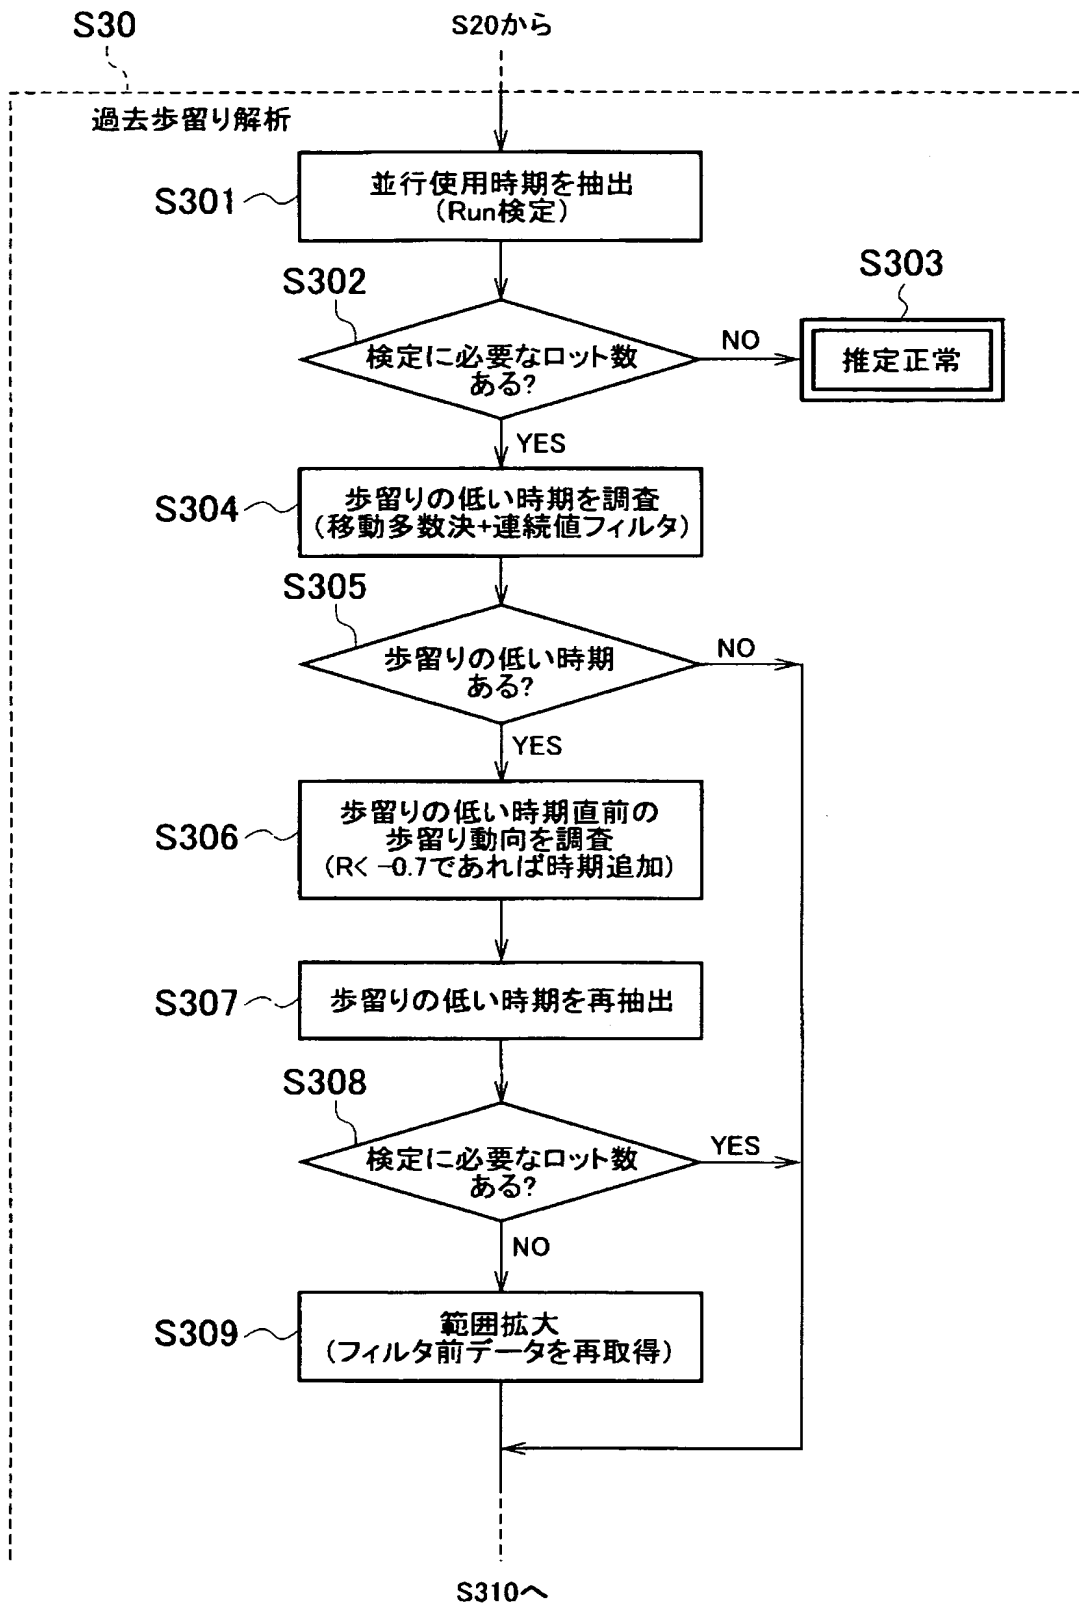 S30
S20から
過去歩留り解析
S301
並行使用時期を抽出
(Run検定)
S302
検定に必要なロット数
ある?
NO
S303
推定正常
YES
S304
歩留りの低い時期を調査
(移動多数決+連続値フィルタ)
S305
歩留りの低い時期
ある?
NO
YES
S306
歩留りの低い時期直前の
歩留り動向を調査
(R< -0.7であれば時期追加)
S307
歩留りの低い時期を再抽出
S308
検定に必要なロット数
ある?
YES
NO
S309
範囲拡大
(フィルタ前データを再取得)
S310へ